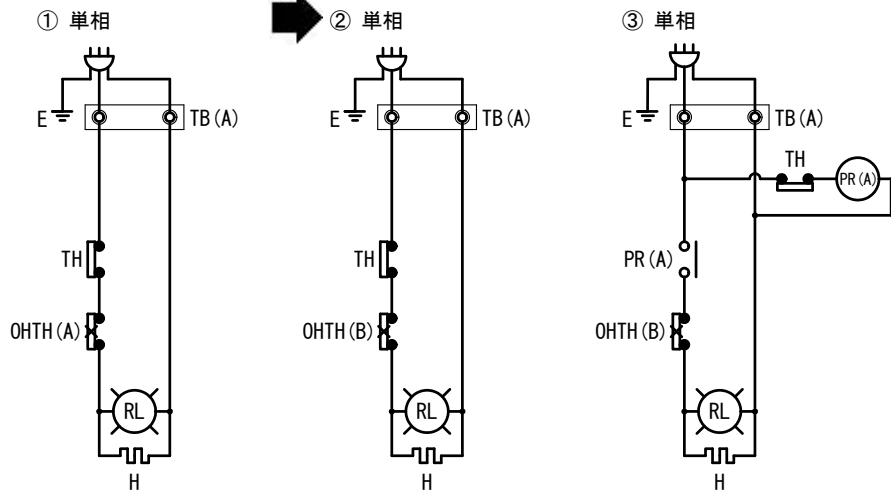 ① 単相
E
TB(A)
TH
OHTH(A)
RL
H
② 単相
E
TB(A)
TH
OHTH(B)
RL
H
③ 単相
E
TB(A)
TH
PR(A)
PR(A)
OHTH(B)
RL
H